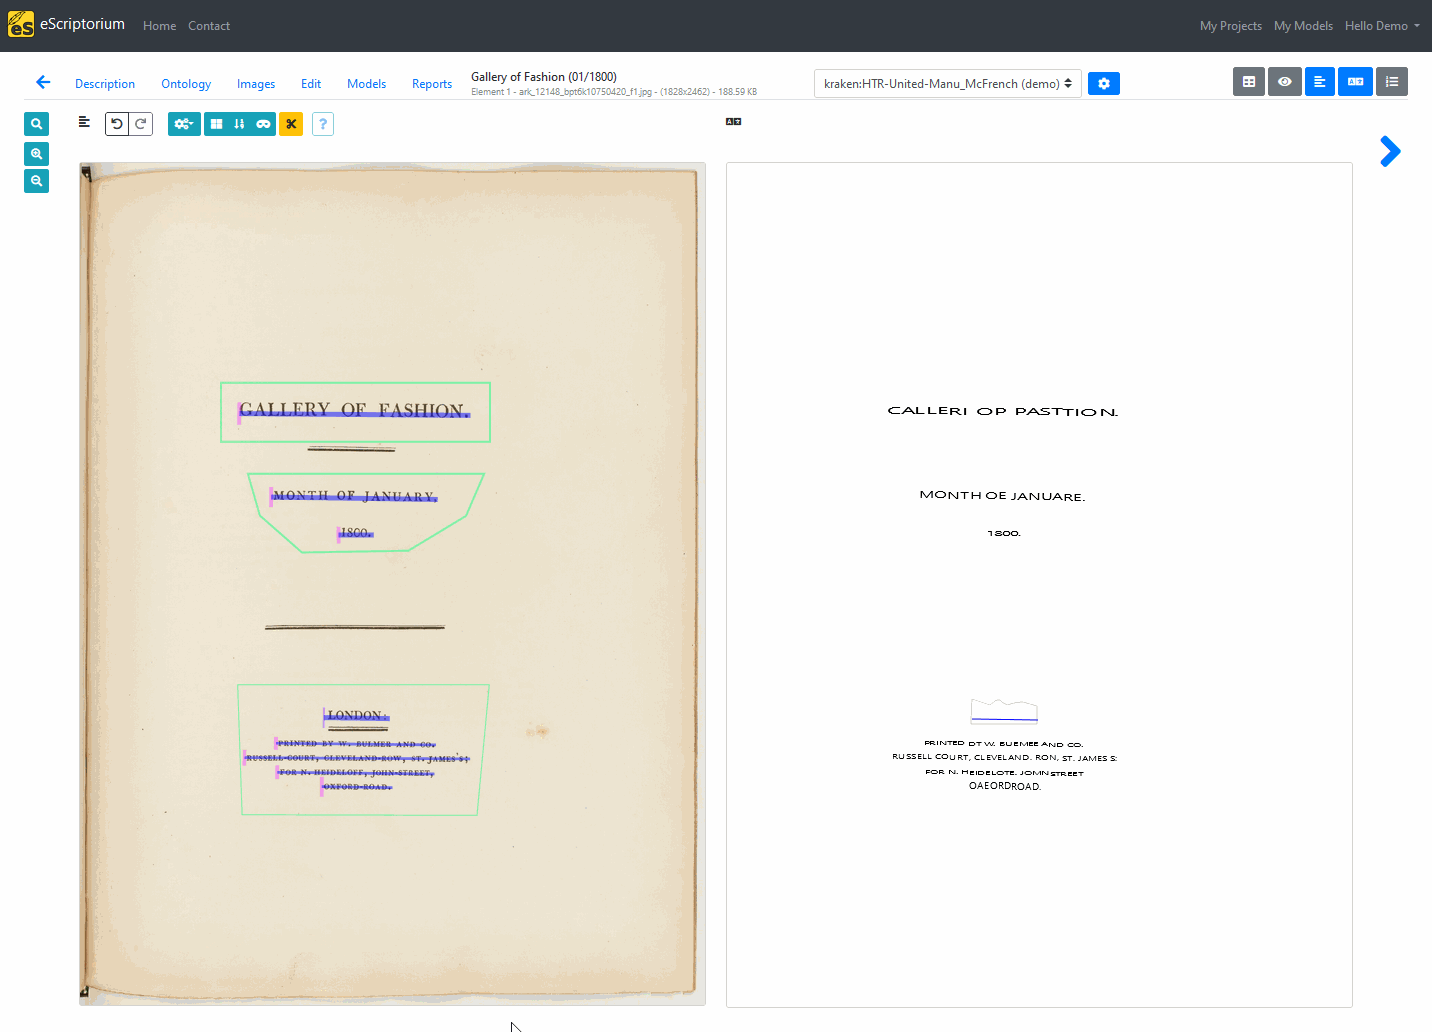 eScriptorium
Home
Contact
My Projects
My Models
Hello Demo
Description
Ontology
Images
Edit
Models
Reports
Gallery of Fashion (01/1800)
Element 1 - ark_12148_bpt6k10750420_f1.jpg - (1828x2462) - 188.59 KB
kraken:HTR-United-Manu_McFrench (demo)
GALLERY OF FASHION.
MONTH OF JANUARY,
1800.
LONDON:
PRINTED BY W. BULMER AND CO.
RUSSELL-COURT, CLEVELAND-ROW, ST. JAMES'S;
FOR N. HEIDELOFF, JOHN-STREET,
OXFORD-ROAD.
CALLERI OP PASTTION.
MONTH OE JANUARE.
1800.
PRINTED DT W. BUEMEE AND CO.
RUSSELL COURT, CLEVELAND. RON, ST. JAMES S:
FOR N. HEIDELOTE. JOMNSTREET
OAEORDROAD.